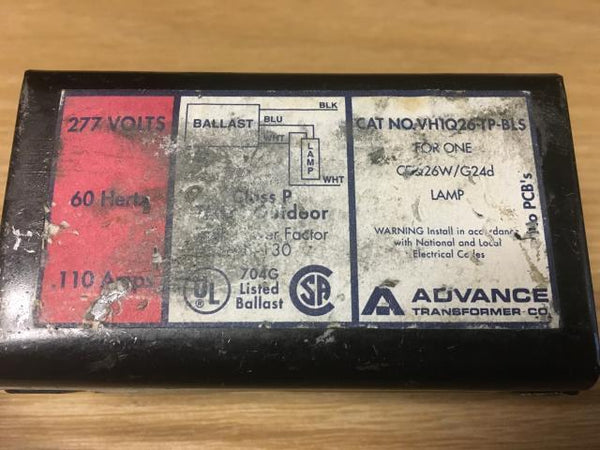 277 VOLTS
60 Hertz
.110 Amps
BALLAST
BLK
BLU
WHT
LAMP
WHT
Class P
Factor
UL
704G
Listed
Ballast
CSA
CAT NO. VH1Q26-TP-BLS
FOR ONE
26W/G24d
LAMP
WARNING Install in accordance
with National and Local
Electrical Codes
No PCB's
ADVANCE
TRANSFORMER CO.